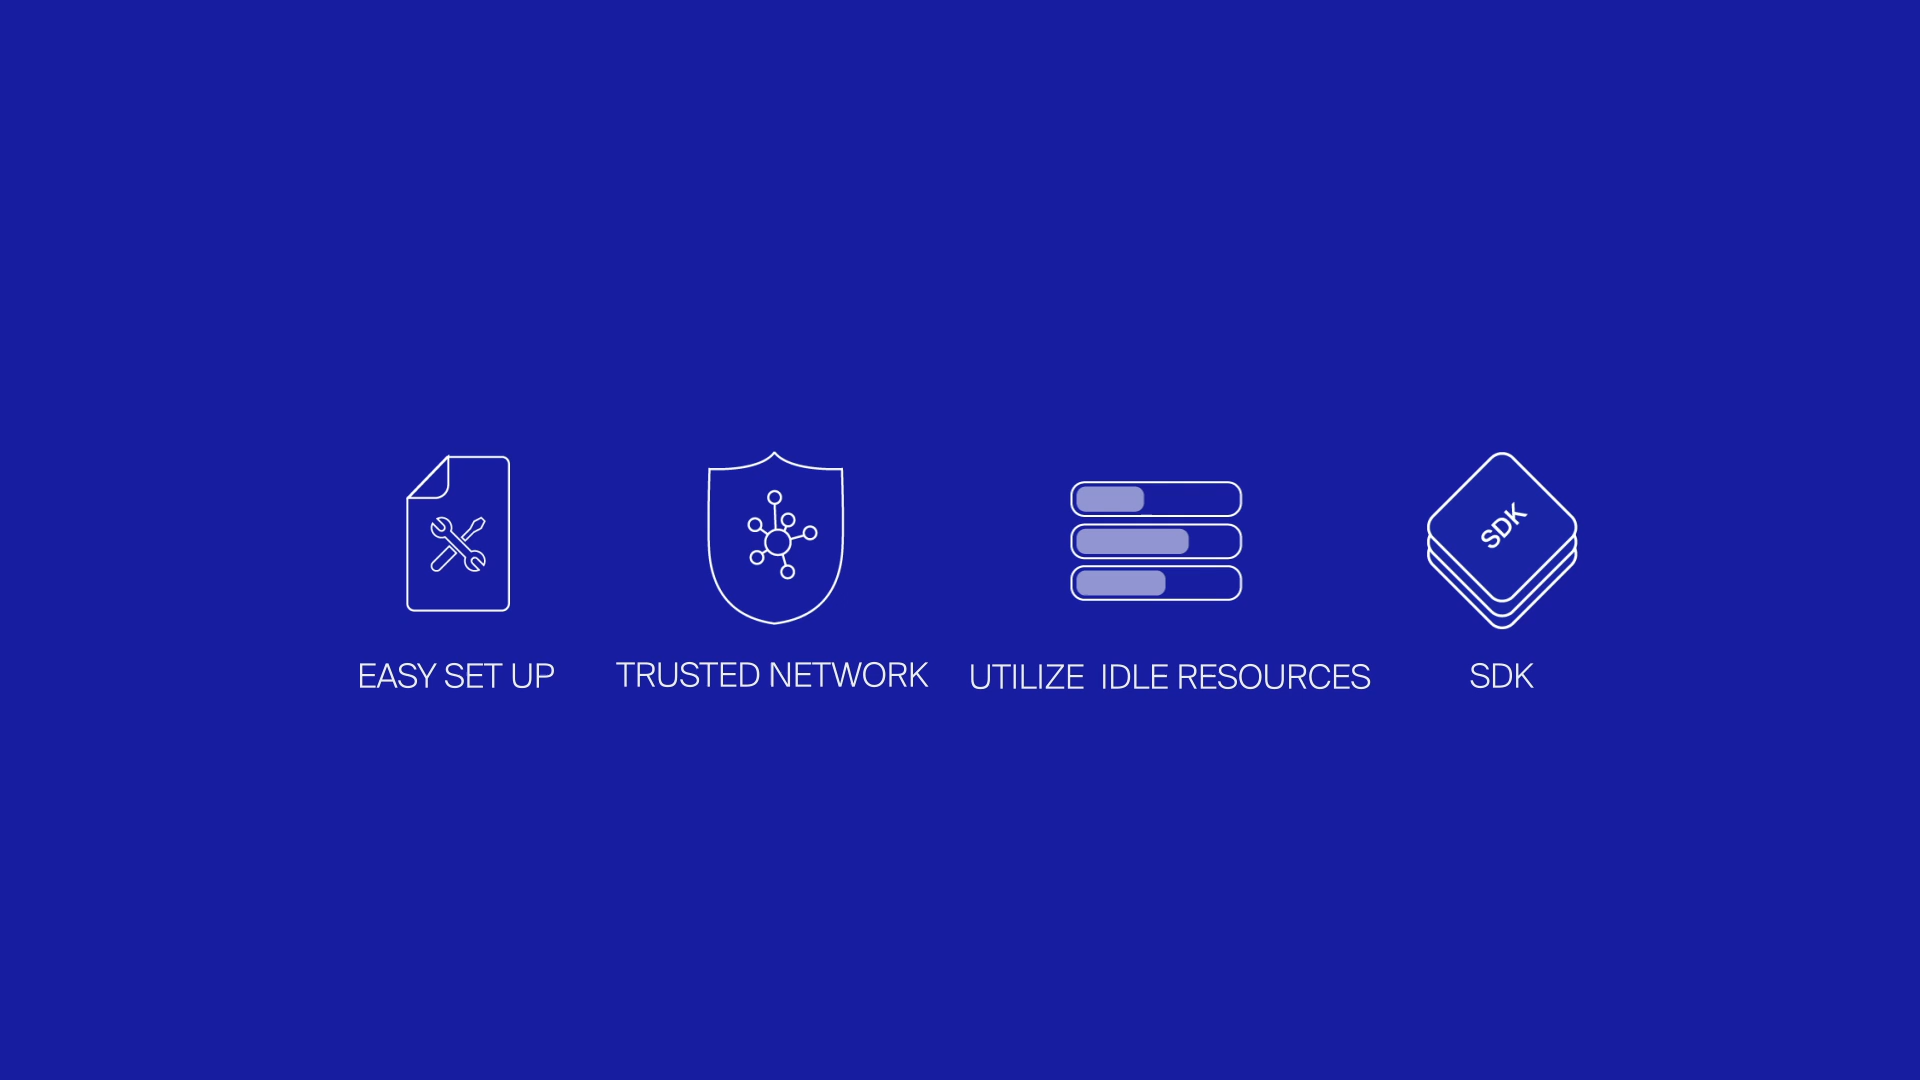 SDK
EASY SET UP
TRUSTED NETWORK
UTILIZE IDLE RESOURCES
SDK